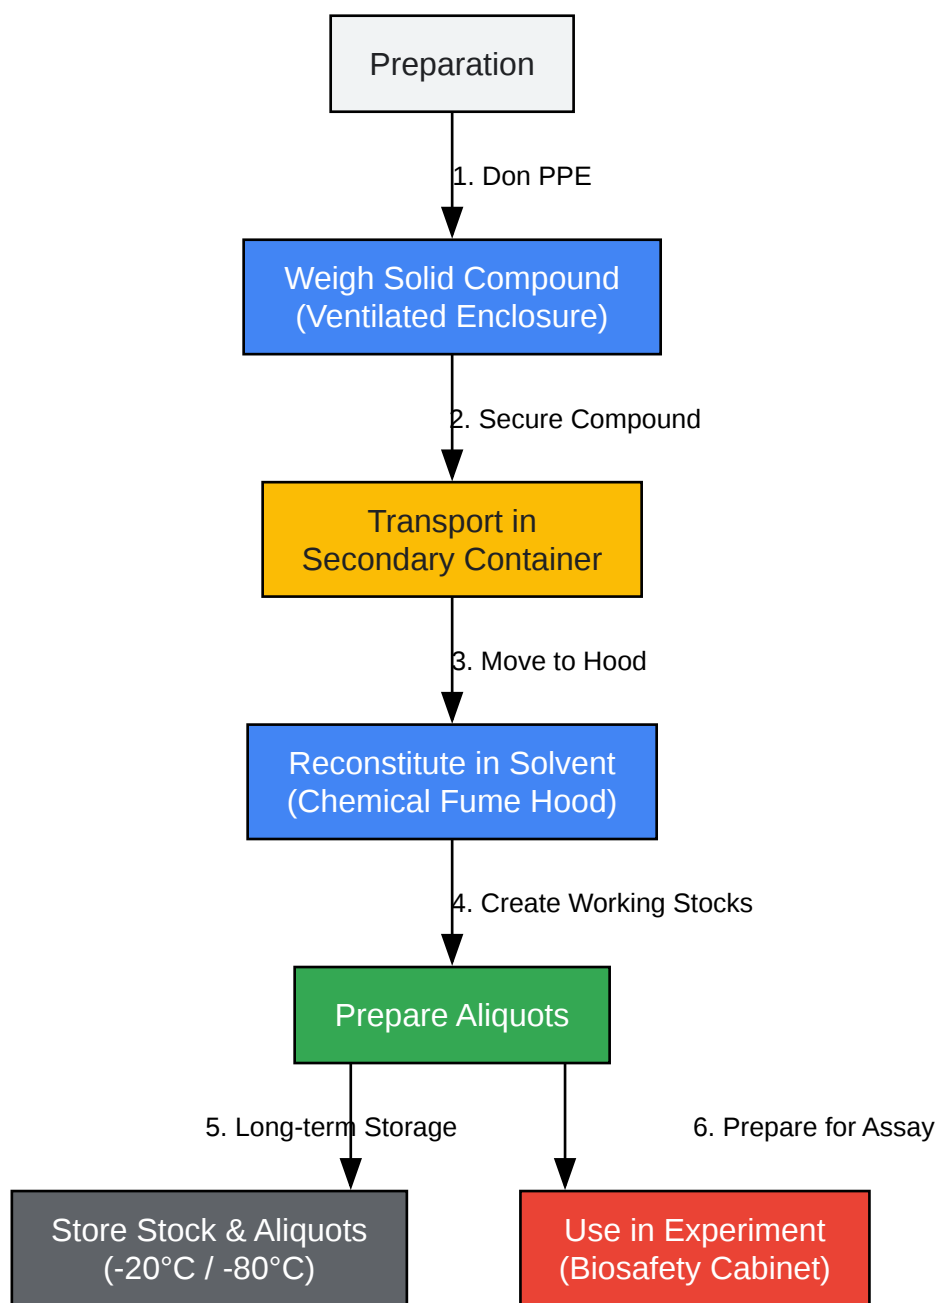 Preparation
1. Don PPE
Weigh Solid Compound
(Ventilated Enclosure)
2. Secure Compound
Transport in
Secondary Container
3. Move to Hood
Reconstitute in Solvent
(Chemical Fume Hood)
4. Create Working Stocks
Prepare Aliquots
5. Long-term Storage
6. Prepare for Assay
Store Stock & Aliquots
(-20°C / -80°C)
Use in Experiment
(Biosafety Cabinet)